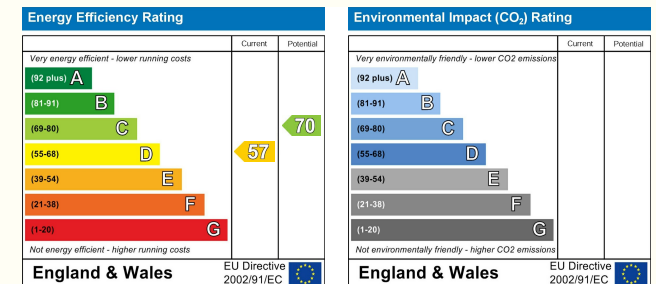 Energy Efficiency Rating
Current Potential
Very energy efficient - lower running costs
(92 plus) A
(81-91) B
(69-80) C
70
(55-68) D
57
(39-54) E
(21-38) F
(1-20) G
Not energy efficient - higher running costs
England & Wales
EU Directive
2002/91/EC
Environmental Impact (CO₂) Rating
Current Potential
Very environmentally friendly - lower CO2 emissions
(92 plus) A
(81-91) B
(69-80) C
(55-68) D
(39-54) E
(21-38) F
(1-20) G
Not environmentally friendly - higher CO2 emissions
England & Wales
EU Directive
2002/91/EC